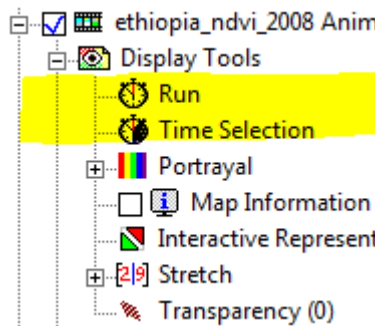 ethiopia_ndvi_2008 Anim
Display Tools
Run
Time Selection
Portrayal
Map Information
Interactive Represent
2|9 Stretch
Transparency (0)